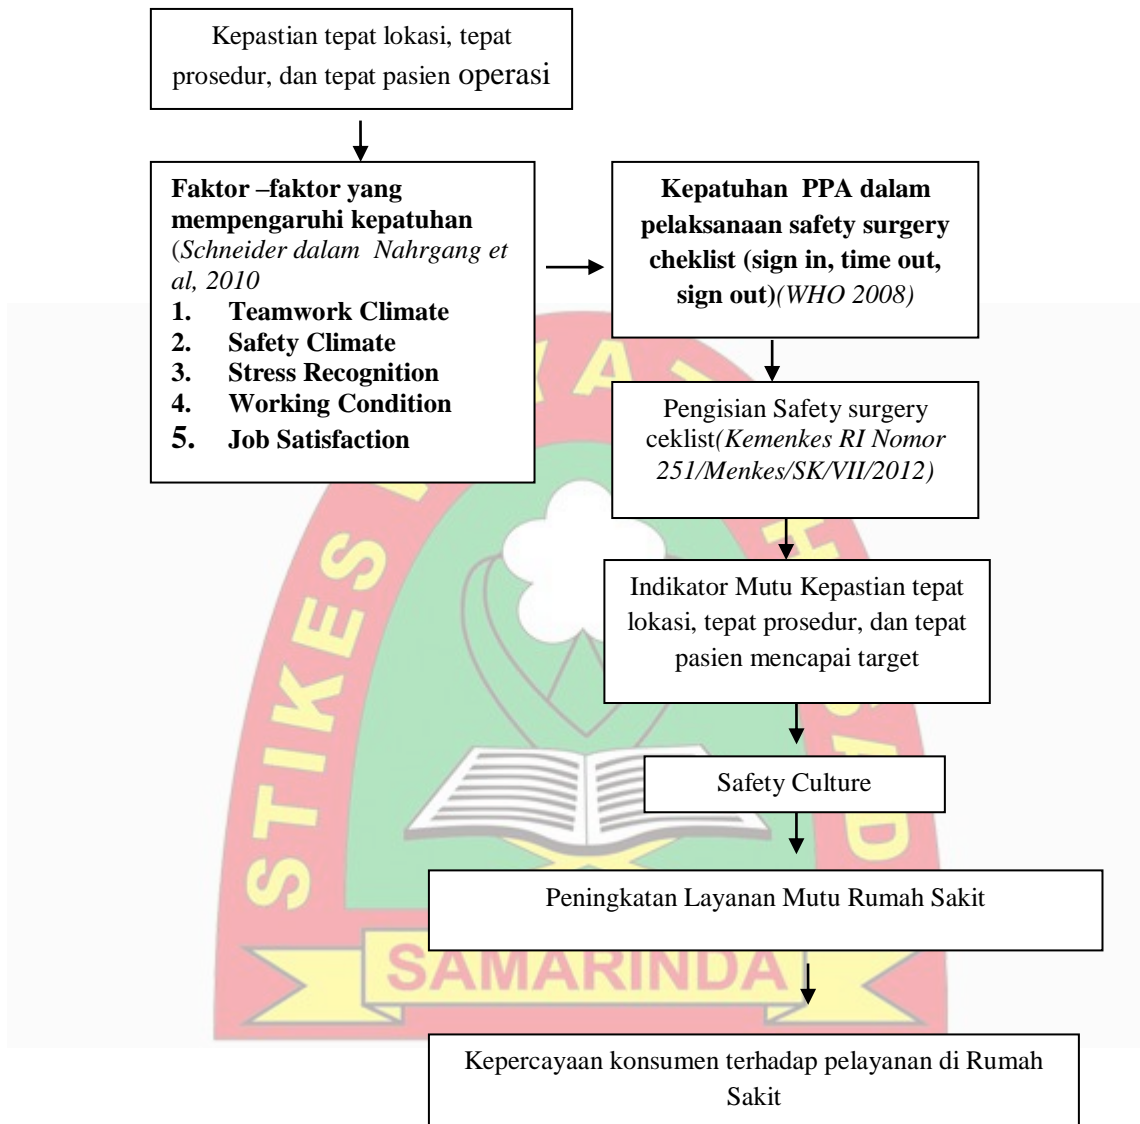 Kepastian tepat lokasi, tepat
prosedur, dan tepat pasien operasi
Faktor –faktor yang
mempengaruhi kepatuhan
(Schneider dalam Nahrgang et
al, 2010
1. Teamwork Climate
2. Safety Climate
3. Stress Recognition
4. Working Condition
5. Job Satisfaction
Kepatuhan PPA dalam
pelaksanaan safety surgery
cheklist (sign in, time out,
sign out)(WHO 2008)
Pengisian Safety surgery
ceklist(Kemenkes RI Nomor
251/Menkes/SK/VII/2012)
Indikator Mutu Kepastian tepat
lokasi, tepat prosedur, dan tepat
pasien mencapai target
Safety Culture
Peningkatan Layanan Mutu Rumah Sakit
Kepercayaan konsumen terhadap pelayanan di Rumah
Sakit
STIKES
SAMARINDA